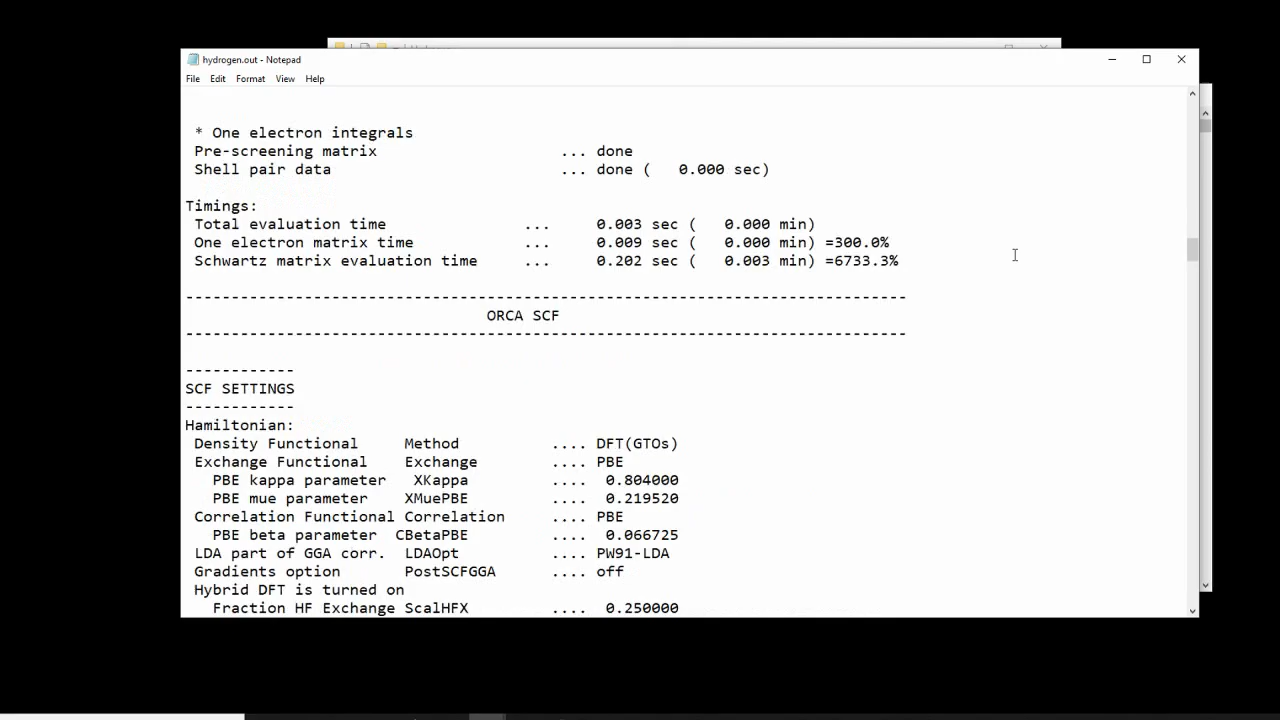 hydrogen.out - Notepad
File Edit Format View Help
* One electron integrals
Pre-screening matrix ... done
Shell pair data ... done ( 0.000 sec)
Timings:
Total evaluation time ... 0.003 sec ( 0.000 min)
One electron matrix time ... 0.009 sec ( 0.000 min) =300.0%
Schwartz matrix evaluation time ... 0.202 sec ( 0.003 min) =6733.3%
-------------------------------------------------------------------------------
ORCA SCF
-------------------------------------------------------------------------------
------------
SCF SETTINGS
------------
Hamiltonian:
Density Functional Method .... DFT(GTOs)
Exchange Functional Exchange .... PBE
PBE kappa parameter XKappa .... 0.804000
PBE mue parameter XMuePBE .... 0.219520
Correlation Functional Correlation .... PBE
PBE beta parameter CBetaPBE .... 0.066725
LDA part of GGA corr. LDAOpt .... PW91-LDA
Gradients option PostSCFGGA .... off
Hybrid DFT is turned on
Fraction HF Exchange ScalHFX .... 0.250000